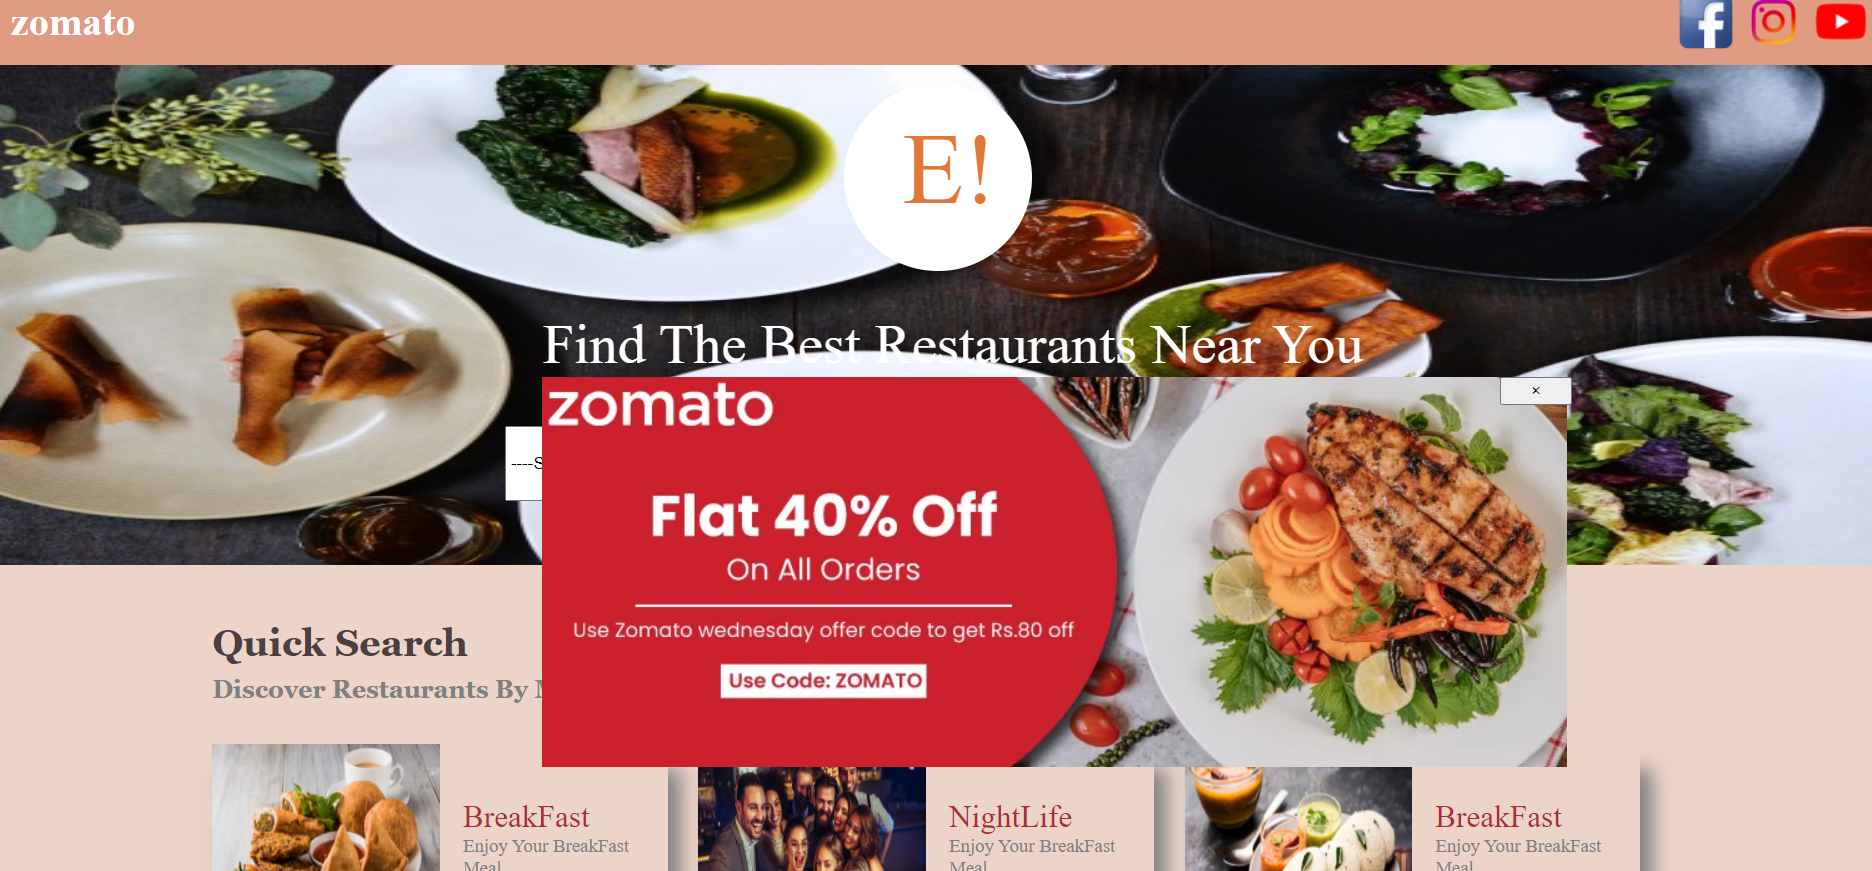 zomato
E!
Find The Best Restaurants Near You
×
zomato
----S
Flat 40% Off
On All Orders
Use Zomato wednesday offer code to get Rs.80 off
Use Code: ZOMATO
Quick Search
Discover Restaurants By
BreakFast
Enjoy Your BreakFast
Meal
NightLife
Enjoy Your BreakFast
Meal
BreakFast
Enjoy Your BreakFast
Meal